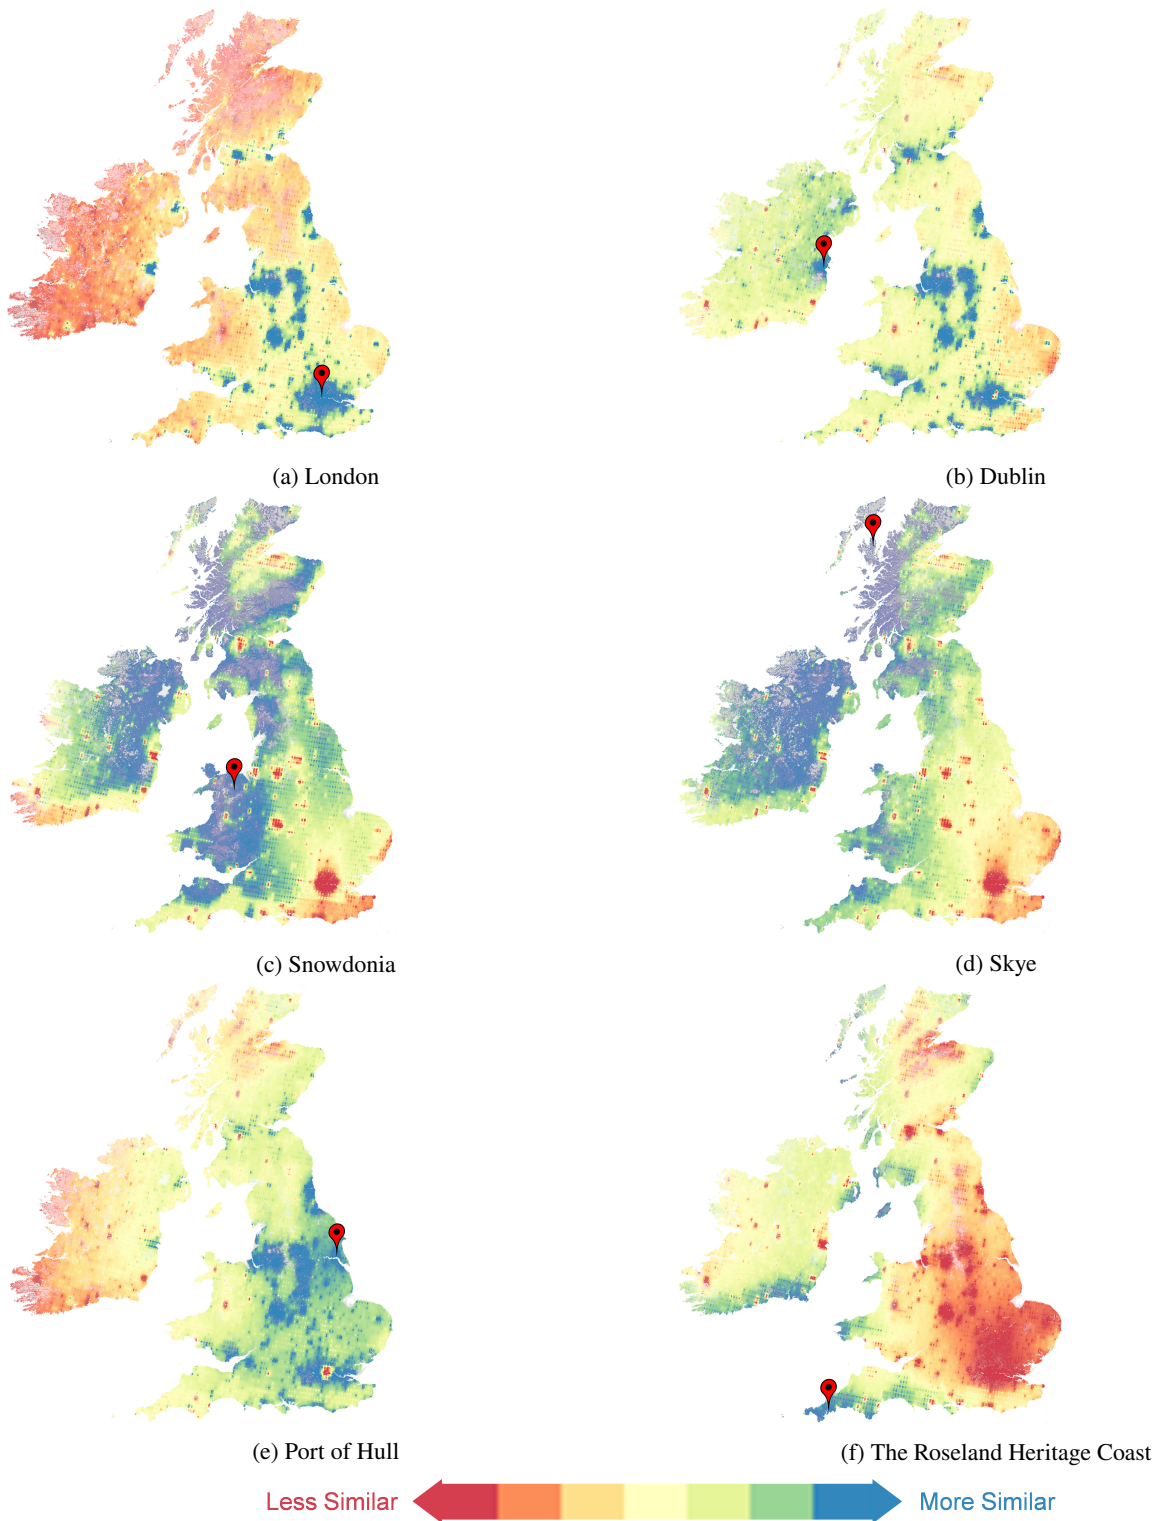 (a) London
(b) Dublin
(c) Snowdonia
(d) Skye
(e) Port of Hull
(f) The Roseland Heritage Coast
Less Similar
More Similar